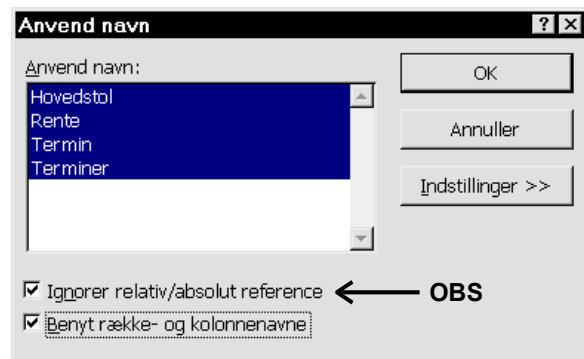 Anvend navn
Anvend navn:
Hovedstol
Rente
Termin
Terminer
OK
Annuller
Indstillinger >>
Ignorer relativ/absolut reference
OBS
Benyt række- og kolonnenavne